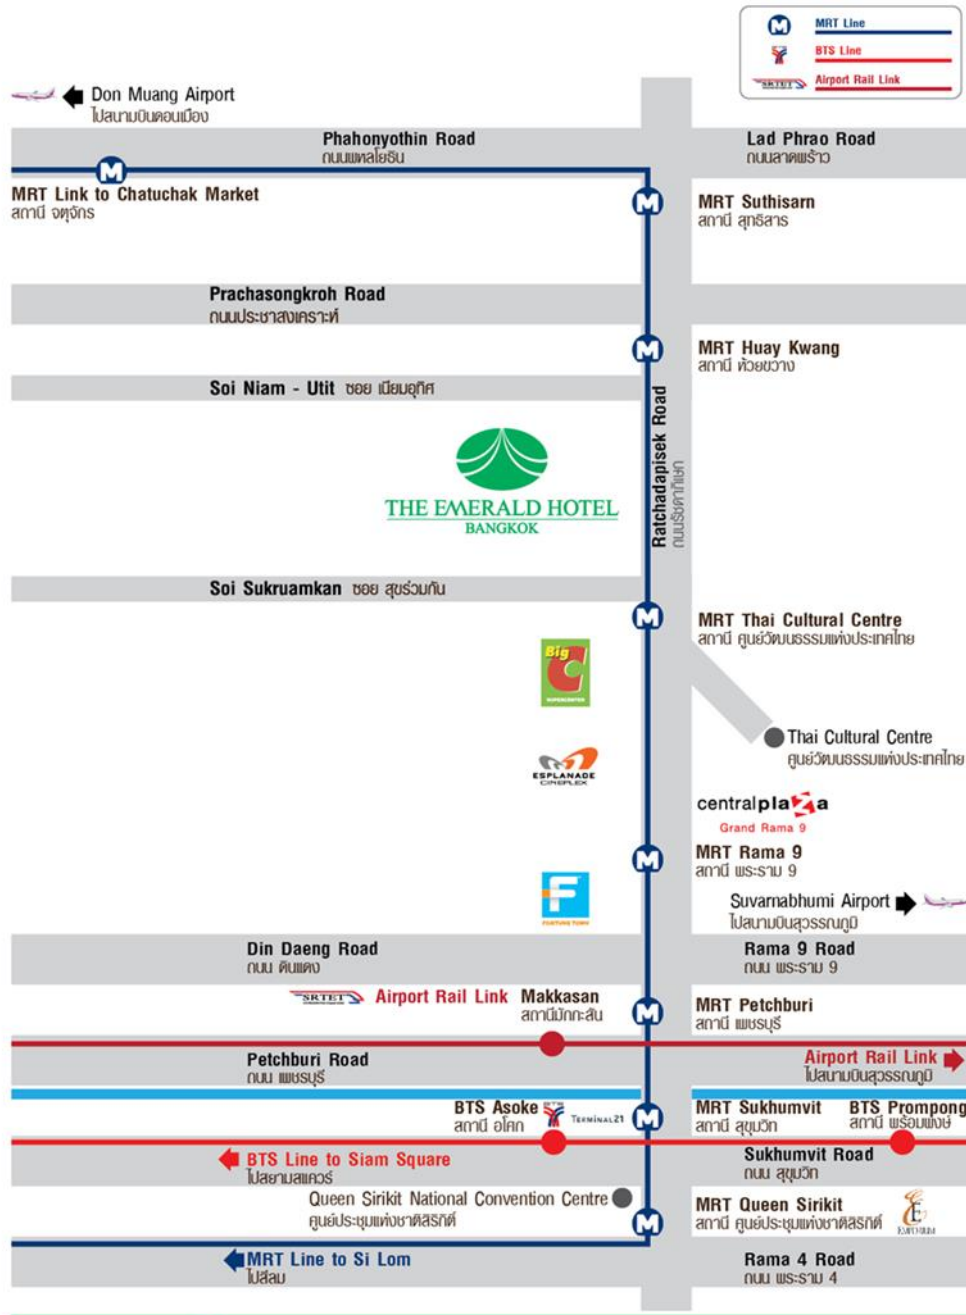 MRT Line
BTS Line
SRTET Airport Rail Link
Don Muang Airport
ไปสนามบินดอนเมือง
Phahonyothin Road
ถนนพหลโยธิน
Lad Phrao Road
ถนนลาดพร้าว
MRT Link to Chatuchak Market
สถานี จตุจักร
MRT Suthisarn
สถานี สุทธิสาร
Prachasongkroh Road
ถนนประชาสงเคราะห์
MRT Huay Kwang
สถานี ห้วยขวาง
Soi Niam - Utit ซอย เนียมอุทิศ
Ratchadapisek Road
ถนนรัชดาภิเษก
THE EMERALD HOTEL
BANGKOK
Soi Sukruamkan ซอย สุขร่วมกัน
MRT Thai Cultural Centre
สถานี ศูนย์วัฒนธรรมแห่งประเทศไทย
Big C
SUPERCENTER
Thai Cultural Centre
ศูนย์วัฒนธรรมแห่งประเทศไทย
ESPLANADE
CINEPLEX
centralplaza
Grand Rama 9
MRT Rama 9
สถานี พระราม 9
F
FORTUNE TOWN
Suvarnabhumi Airport
ไปสนามบินสุวรรณภูมิ
Din Daeng Road
ถนน ดินแดง
Rama 9 Road
ถนน พระราม 9
SRTET Airport Rail Link Makkasan
สถานีมักกะสัน
MRT Petchburi
สถานี เพชรบุรี
Petchburi Road
ถนน เพชรบุรี
Airport Rail Link
ไปสนามบินสุวรรณภูมิ
BTS Asoke BTS TERMINAL21
สถานี อโศก
MRT Sukhumvit
สถานี สุขุมวิท
BTS Prompong
สถานี พร้อมพงษ์
BTS Line to Siam Square
ไปสยามสแควร์
Sukhumvit Road
ถนน สุขุมวิท
Queen Sirikit National Convention Centre
ศูนย์ประชุมแห่งชาติสิริกิติ์
MRT Queen Sirikit
สถานี ศูนย์ประชุมแห่งชาติสิริกิติ์
EMPORIUM
MRT Line to Si Lom
ไปสีลม
Rama 4 Road
ถนน พระราม 4